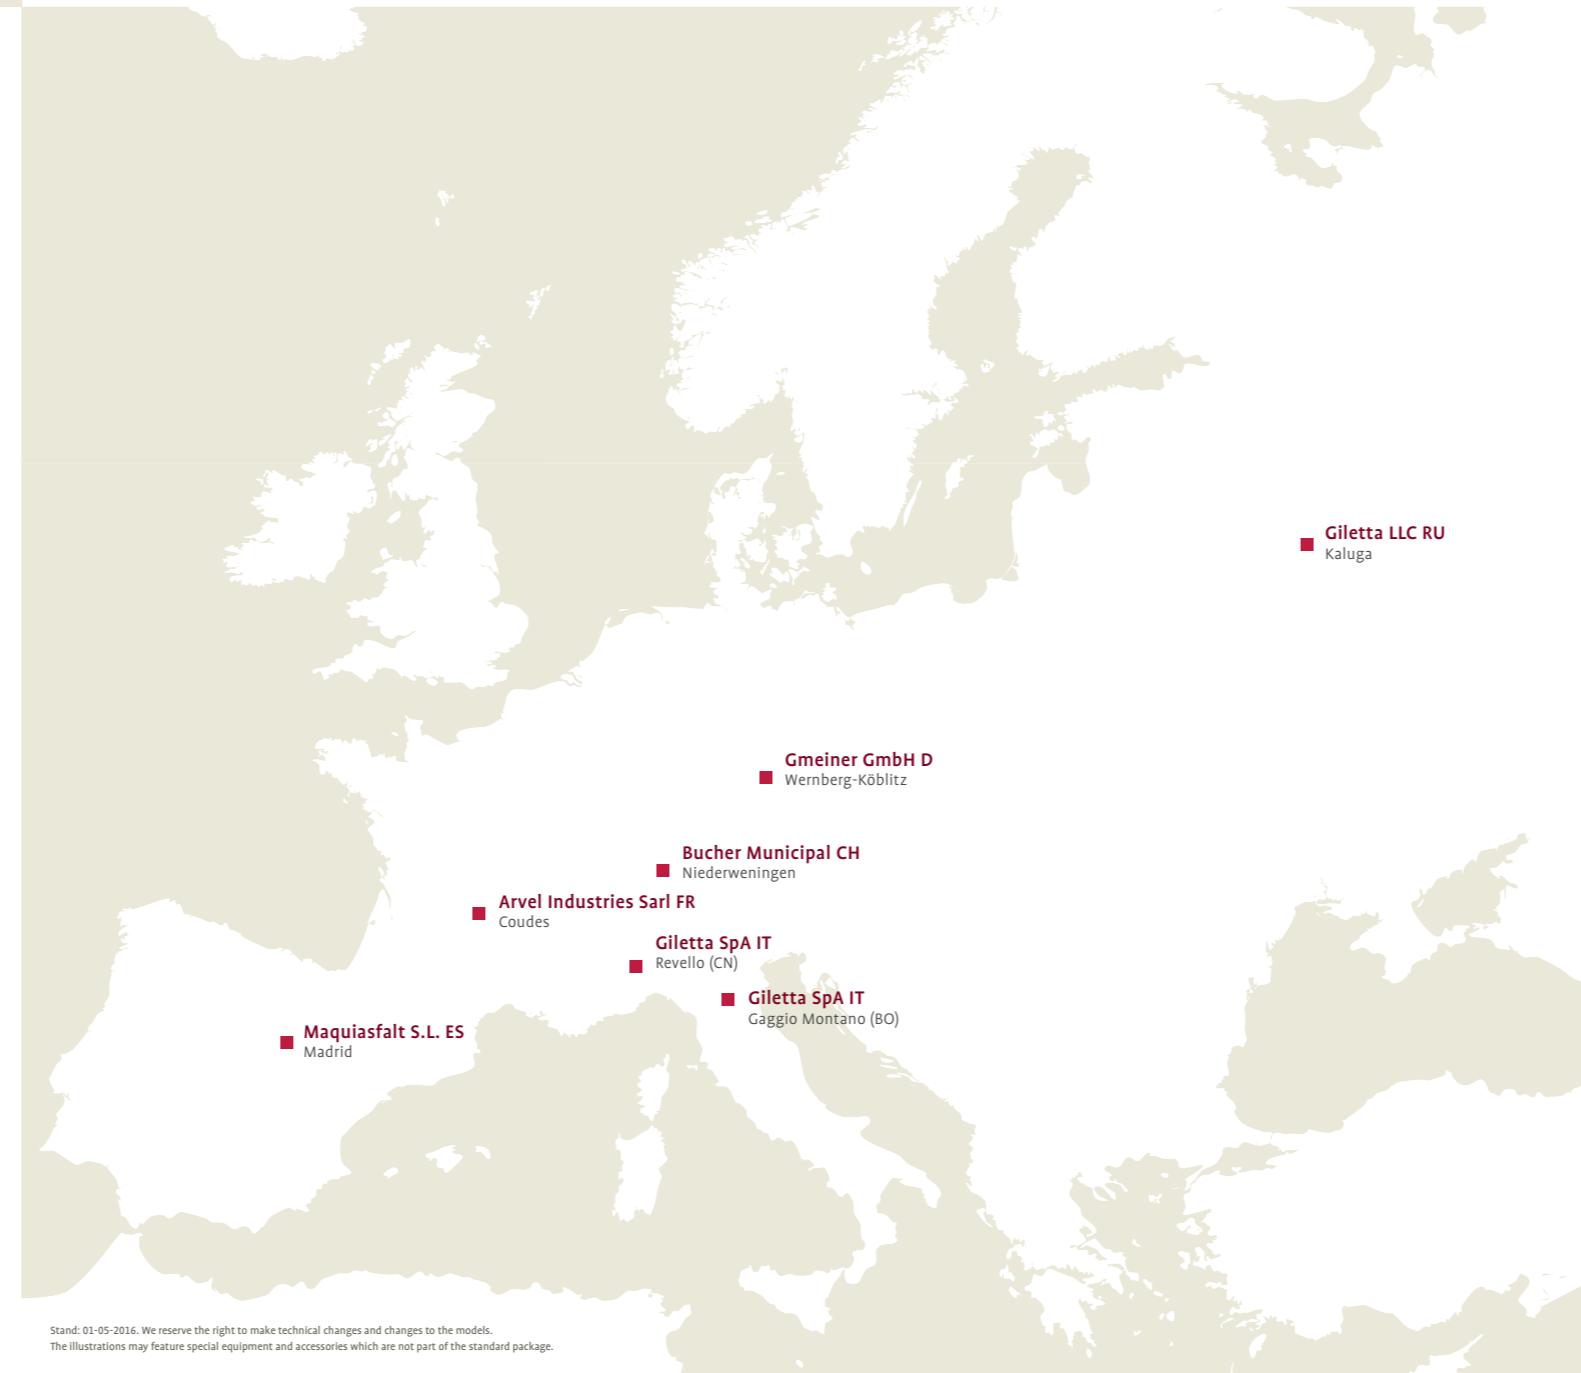 Giletta LLC RU
Kaluga
Gmeiner GmbH D
Wernberg-Köblitz
Bucher Municipal CH
Niederweningen
Arvel Industries Sarl FR
Coudes
Giletta SpA IT
Revello (CN)
Giletta SpA IT
Gaggio Montano (BO)
Maquiasfalt S.L. ES
Madrid
Stand: 01-05-2016. We reserve the right to make technical changes and changes to the models.
The illustrations may feature special equipment and accessories which are not part of the standard package.